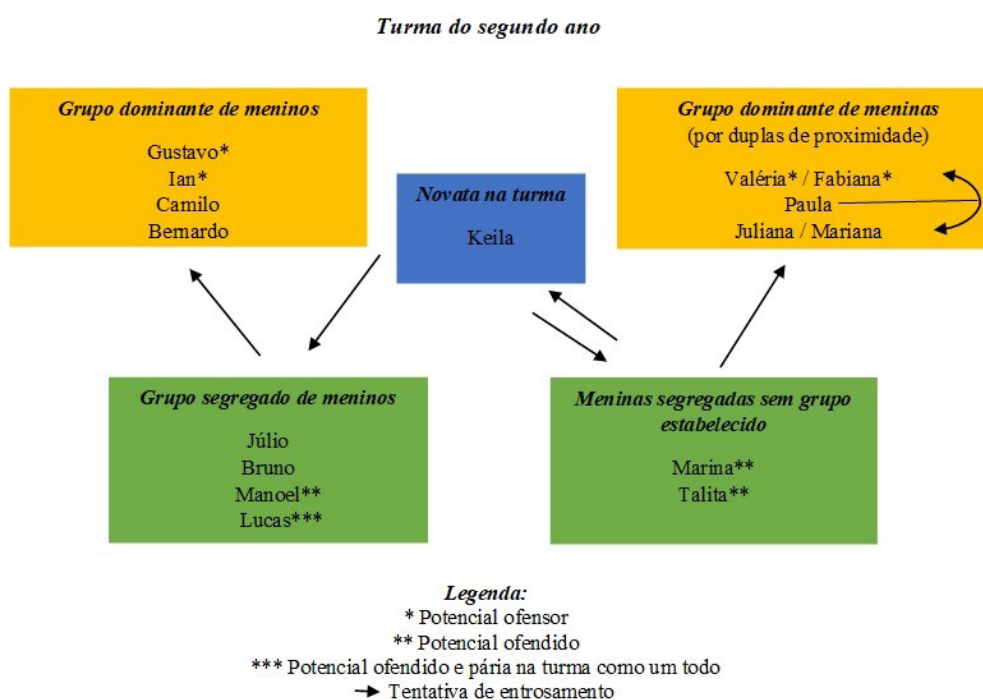 Turma do segundo ano
Grupo dominante de meninos
Gustavo*
Ian*
Camilo
Bernardo
Novata na turma
Keila
Grupo dominante de meninas
(por duplas de proximidade)
Valéria* / Fabiana*
Paula
Juliana / Mariana
Grupo segregado de meninos
Júlio
Bruno
Manoel**
Lucas***
Meninas segregadas sem grupo
estabelecido
Marina**
Talita**
Legenda:
* Potencial ofensor
** Potencial ofendido
*** Potencial ofendido e pária na turma como um todo
→ Tentativa de entrosamento